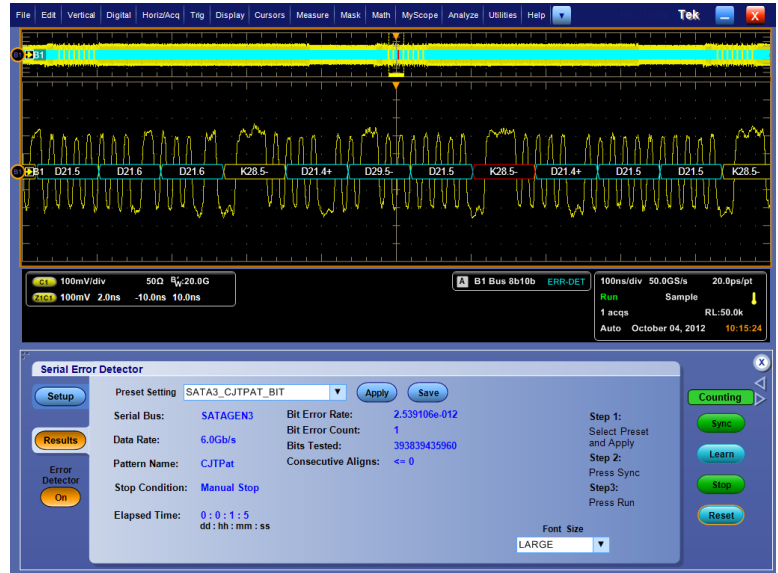 File Edit Vertical Digital Horiz/Acq Trig Display Cursors Measure Mask Math MyScope Analyze Utilities Help Tek X
B1 B1
B1 B1 D21.5 D21.6 D21.6 K28.5- D21.4+ D29.5- D21.5 K28.5- D21.4+ D21.5 D21.5 K28.5-
C1 100mV/div 50Ω BW:20.0G
Z1C1 100mV 2.0ns -10.0ns 10.0ns
A B1 Bus 8b10b ERR-DET
100ns/div 50.0GS/s 20.0ps/pt
Run Sample
1 acqs RL:50.0k
Auto October 04, 2012 10:15:24
Serial Error Detector
X
Setup
Results
Error
Detector
On
Preset Setting SATA3_CJTPAT_BIT Apply Save
Serial Bus: SATAGEN3
Data Rate: 6.0Gb/s
Pattern Name: CJTPat
Stop Condition: Manual Stop
Elapsed Time: 0 : 0 : 1 : 5
dd : hh : mm : ss
Bit Error Rate: 2.539106e-012
Bit Error Count: 1
Bits Tested: 393839435960
Consecutive Aligns: <= 0
Step 1:
Select Preset
and Apply
Step 2:
Press Sync
Step3:
Press Run
Font Size
LARGE
Counting
Sync
Learn
Stop
Reset